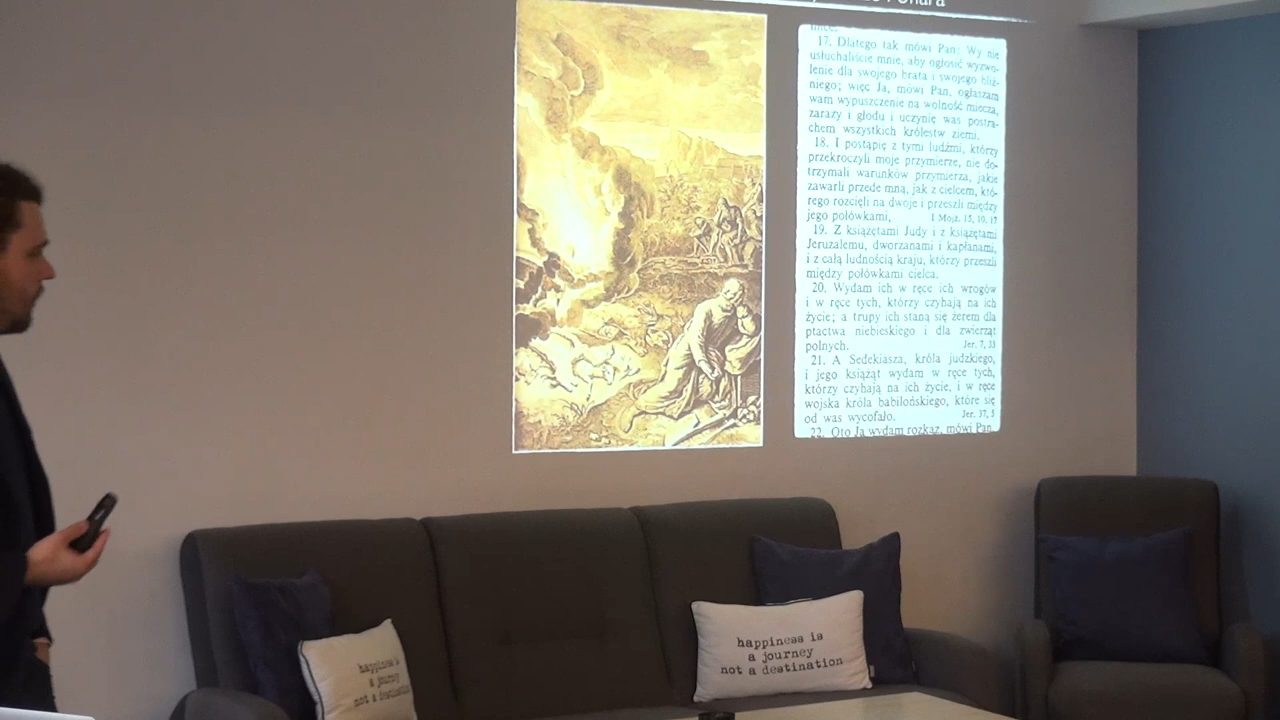 17. Dlatego tak mówi Pan: Wy nie
usłuchaliście mnie, aby ogłosić wyzwo-
lenie dla swojego brata i swojego bliź-
niego; więc Ja, mówi Pan, ogłaszam
wam wypuszczenie na wolność miecza,
zarazy i głodu i uczynię was postra-
chem wszystkich królestw ziemi.
18. I postąpię z tymi ludźmi, którzy
przekroczyli moje przymierze, nie do-
trzymali warunków przymierza, jakie
zawarli przede mną, jak z cielcem, któ-
rego rozcięli na dwoje i przeszli między
jego połówkami, I Mojż. 15, 10. 17
19. Z książętami Judy i z książętami
Jeruzalemu, dworzanami i kapłanami,
i z całą ludnością kraju, którzy przeszli
między połówkami cielca.
20. Wydam ich w ręce ich wrogów
i w ręce tych, którzy czyhają na ich
życie; a trupy ich staną się żerem dla
ptactwa niebieskiego i dla zwierząt
polnych. Jer. 7, 33
21. A Sedekiasza, króla judzkiego,
i jego książąt wydam w ręce tych,
którzy czyhają na ich życie, i w ręce
wojska króla babilońskiego, które się
od was wycofało. Jer. 37, 5
22. Oto Ja wydam rozkaz, mówi Pan,
happiness is
a journey
not a destination
happiness is
a journey
not a destination